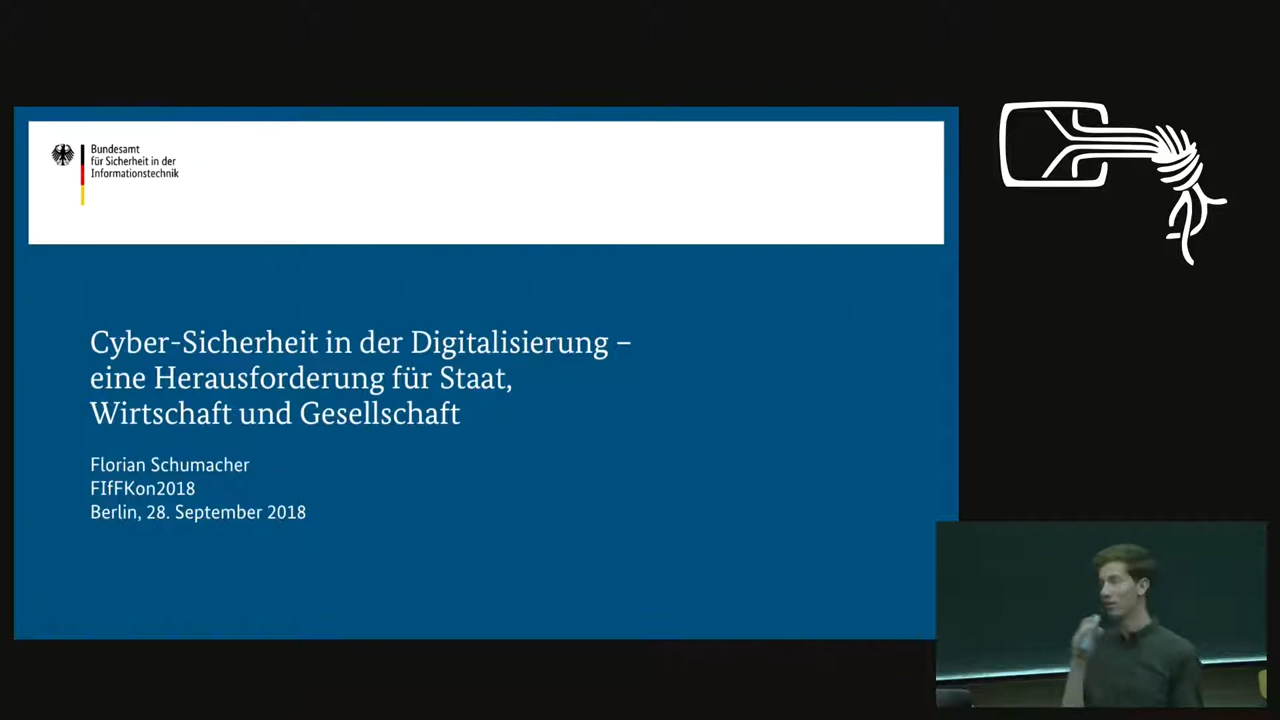 Bundesamt
für Sicherheit in der
Informationstechnik
Cyber-Sicherheit in der Digitalisierung –
eine Herausforderung für Staat,
Wirtschaft und Gesellschaft
Florian Schumacher
FIfFKon2018
Berlin, 28. September 2018